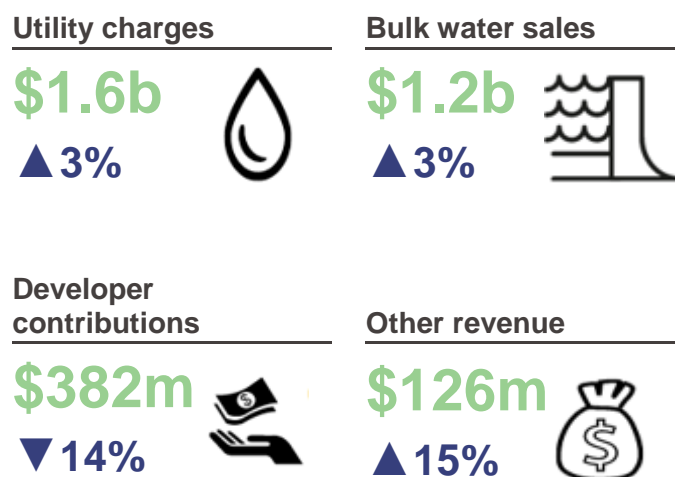 Utility charges
$1.6b
▲3%
Bulk water sales
$1.2b
▲3%
Developer
contributions
$382m
▼14%
Other revenue
$126m
▲15%